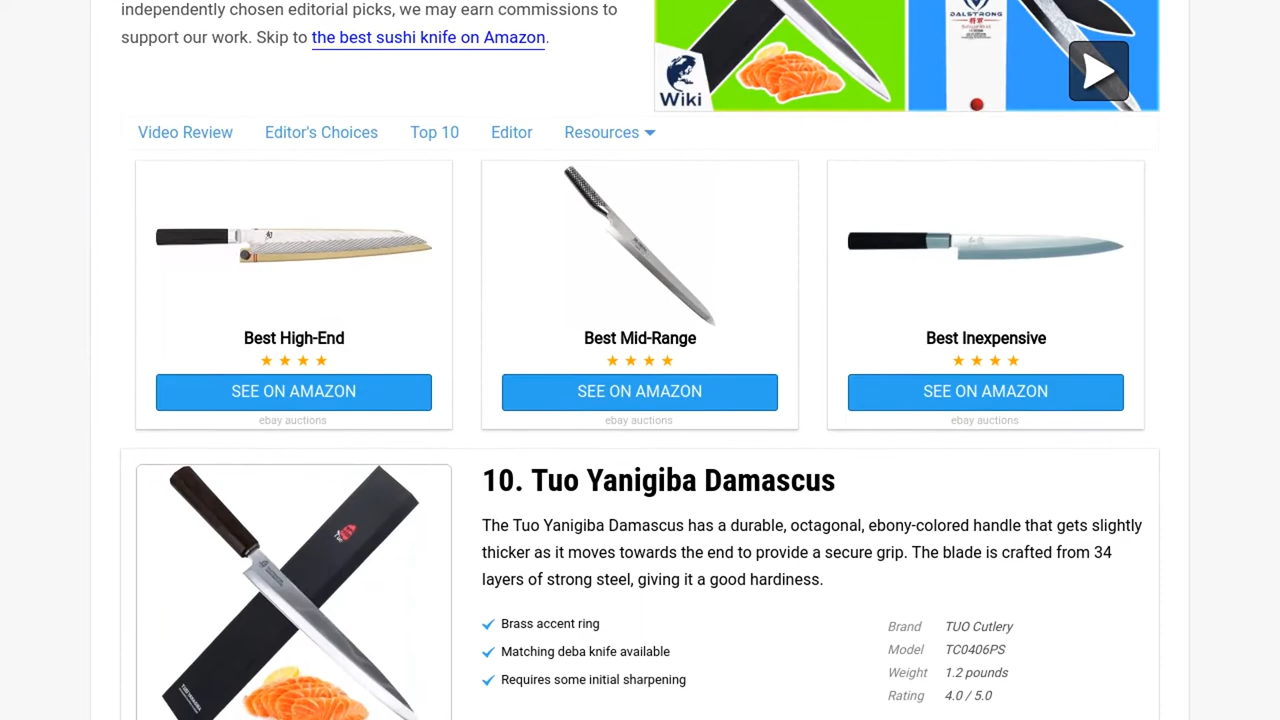 independently chosen editorial picks, we may earn commissions to
support our work. Skip to the best sushi knife on Amazon.
Wiki
DALSTRONG
Video Review
Editor's Choices
Top 10
Editor
Resources
Best High-End
SEE ON AMAZON
ebay auctions
Best Mid-Range
SEE ON AMAZON
ebay auctions
Best Inexpensive
SEE ON AMAZON
ebay auctions
10. Tuo Yanigiba Damascus
The Tuo Yanigiba Damascus has a durable, octagonal, ebony-colored handle that gets slightly
thicker as it moves towards the end to provide a secure grip. The blade is crafted from 34
layers of strong steel, giving it a good hardiness.
Brass accent ring
Matching deba knife available
Requires some initial sharpening
Brand TUO Cutlery
Model TC0406PS
Weight 1.2 pounds
Rating 4.0 / 5.0